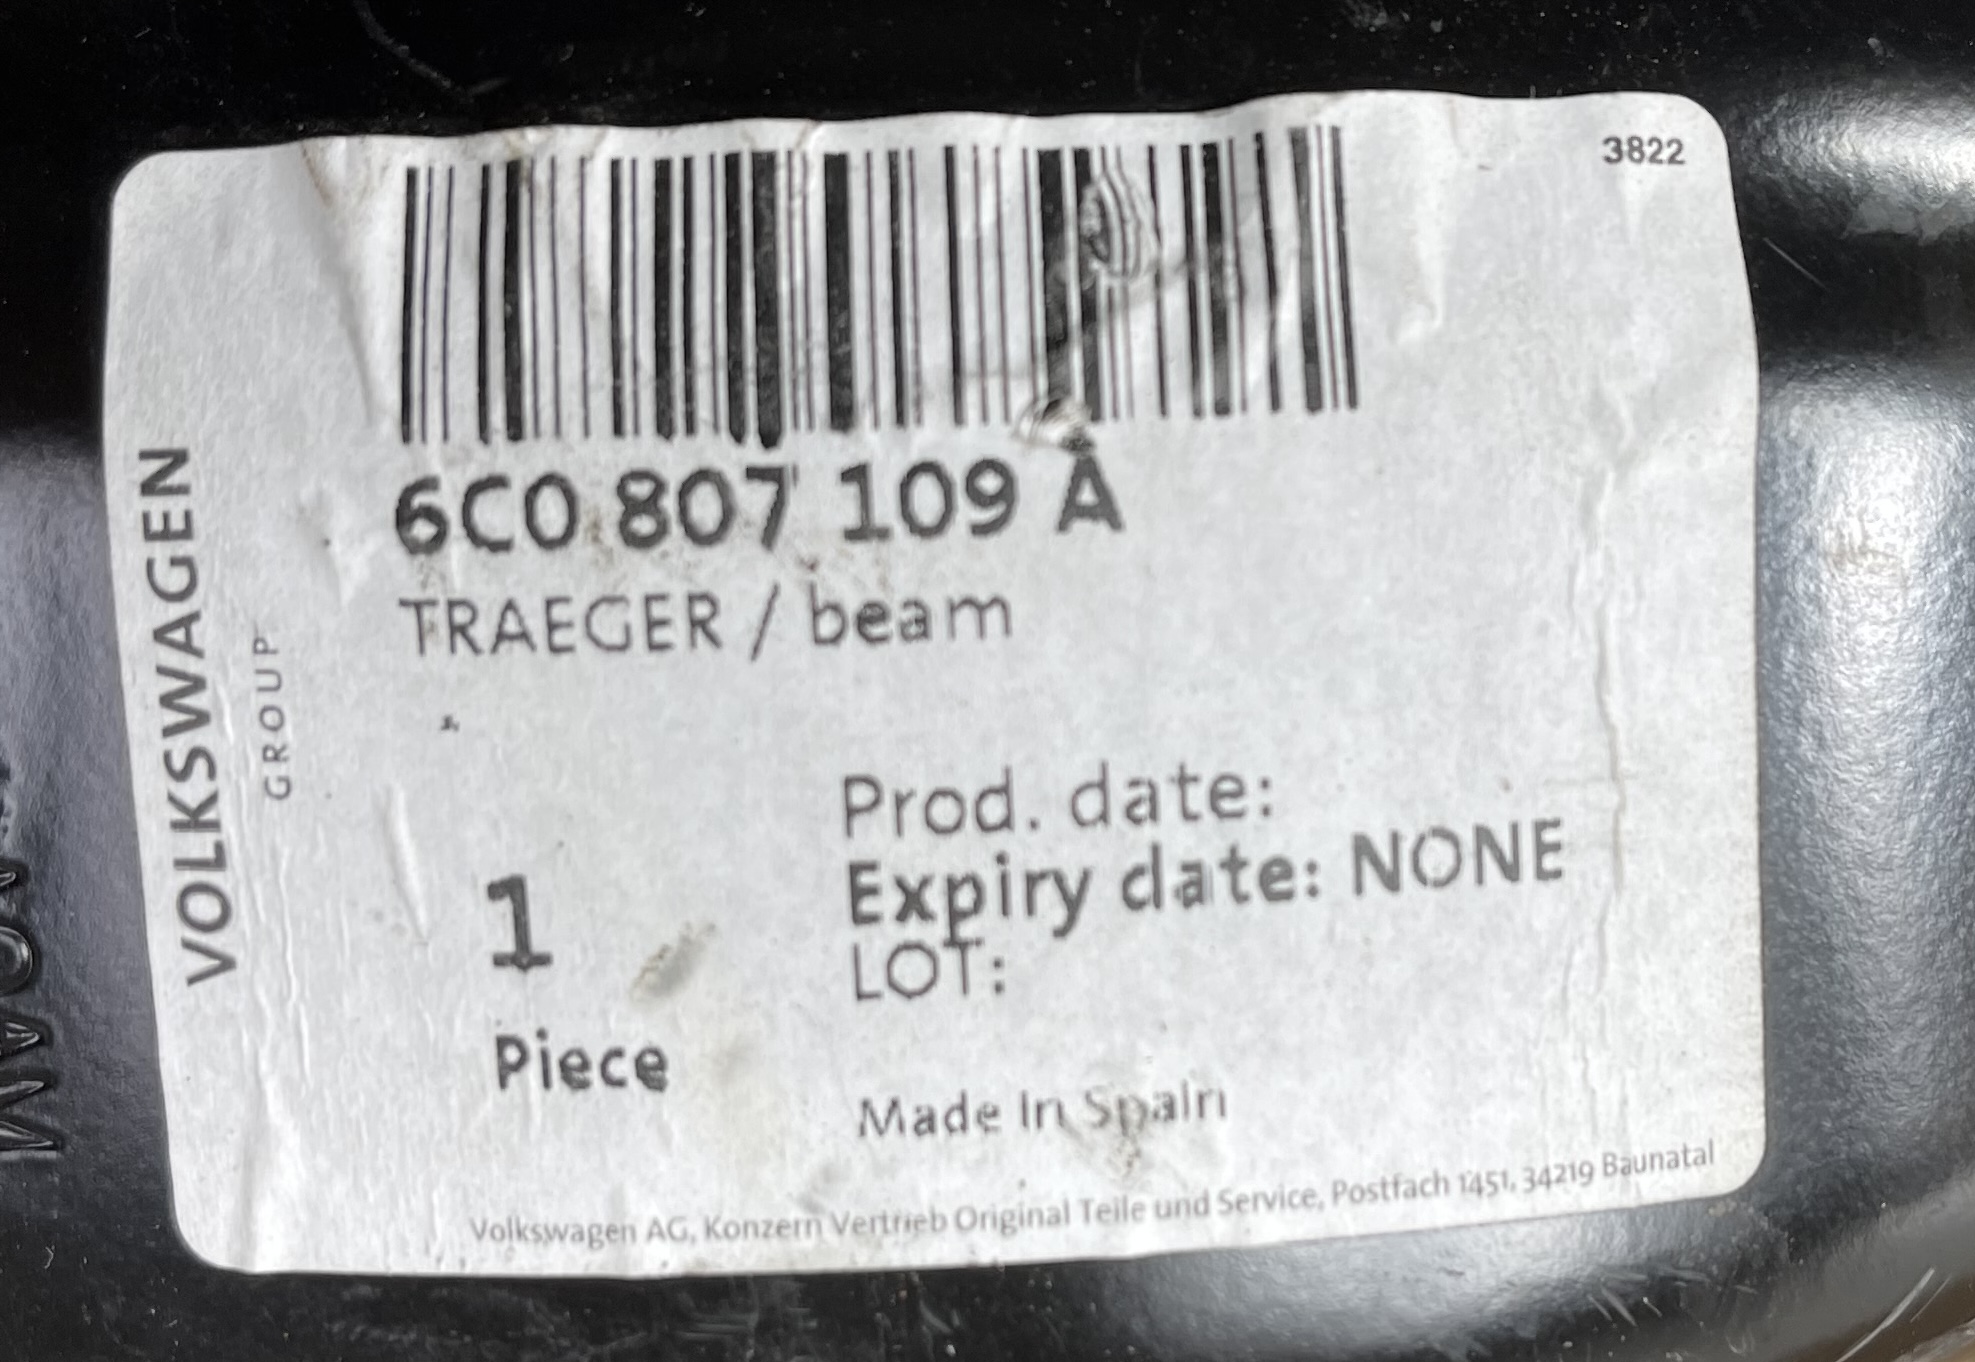 3822
6C0 807 109 A
TRAEGER / beam
VOLKSWAGEN
GROUP
Prod. date:
Expiry date: NONE
LOT:
1
Piece
Made In Spain
Volkswagen AG, Konzern Vertrieb Original Teile und Service, Postfach 1451, 34219 Baunatal